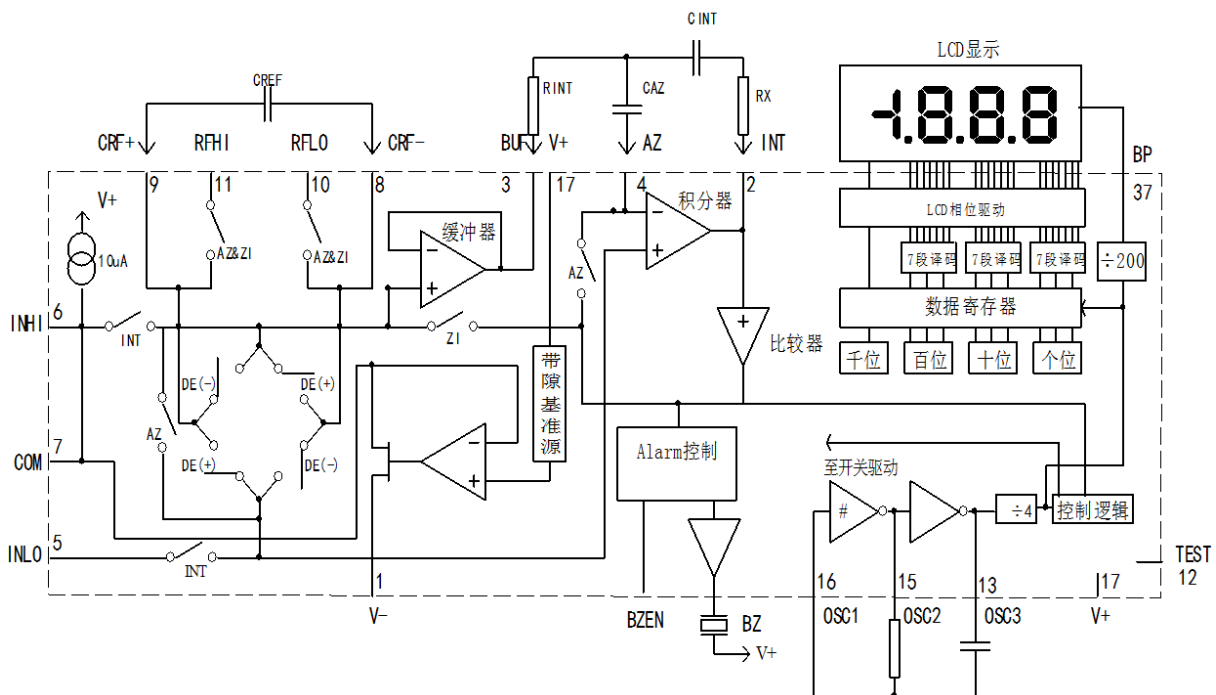 CINT
LCD显示
CREF
RINT
CAZ
RX
-1.8.8.8
CRF+
RFHI
RFLO
CRF-
BUF
V+
AZ
INT
BP
9
11
10
8
3
17
4
2
37
V+
积分器
LCD相位驱动
缓冲器
10uA
AZ&ZI
AZ&ZI
AZ
7段译码
7段译码
7段译码
÷200
数据寄存器
INHI
6
INT
ZI
比较器
千位
百位
十位
个位
带隙基准源
DE(-)
DE(+)
AZ
DE(+)
DE(-)
COM
7
Alarm控制
至开关驱动
#
÷4
控制逻辑
INLO
5
INT
TEST
12
1
16
15
13
17
V-
BZEN
BZ
V+
OSC1
OSC2
OSC3
V+